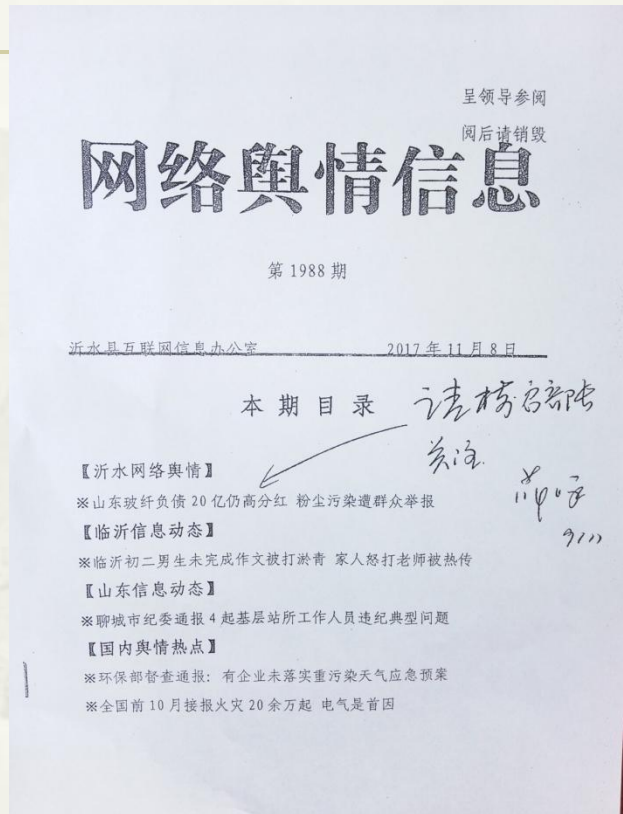 呈领导参阅
阅后请销毁
网络舆情信息
第 1988 期
沂水县互联网信息办公室 2017 年 11 月 8 日
本 期 目 录
请
部长
关注
【沂水网络舆情】
※山东玻纤负债 20 亿仍高分红 粉尘污染遭群众举报
【临沂信息动态】
※临沂初二男生未完成作文被打淤青 家人怒打老师被热传
【山东信息动态】
※聊城市纪委通报 4 起基层站所工作人员违纪典型问题
【国内舆情热点】
※环保部督查通报: 有企业未落实重污染天气应急预案
※全国前 10 月接报火灾 20 余万起 电气是首因